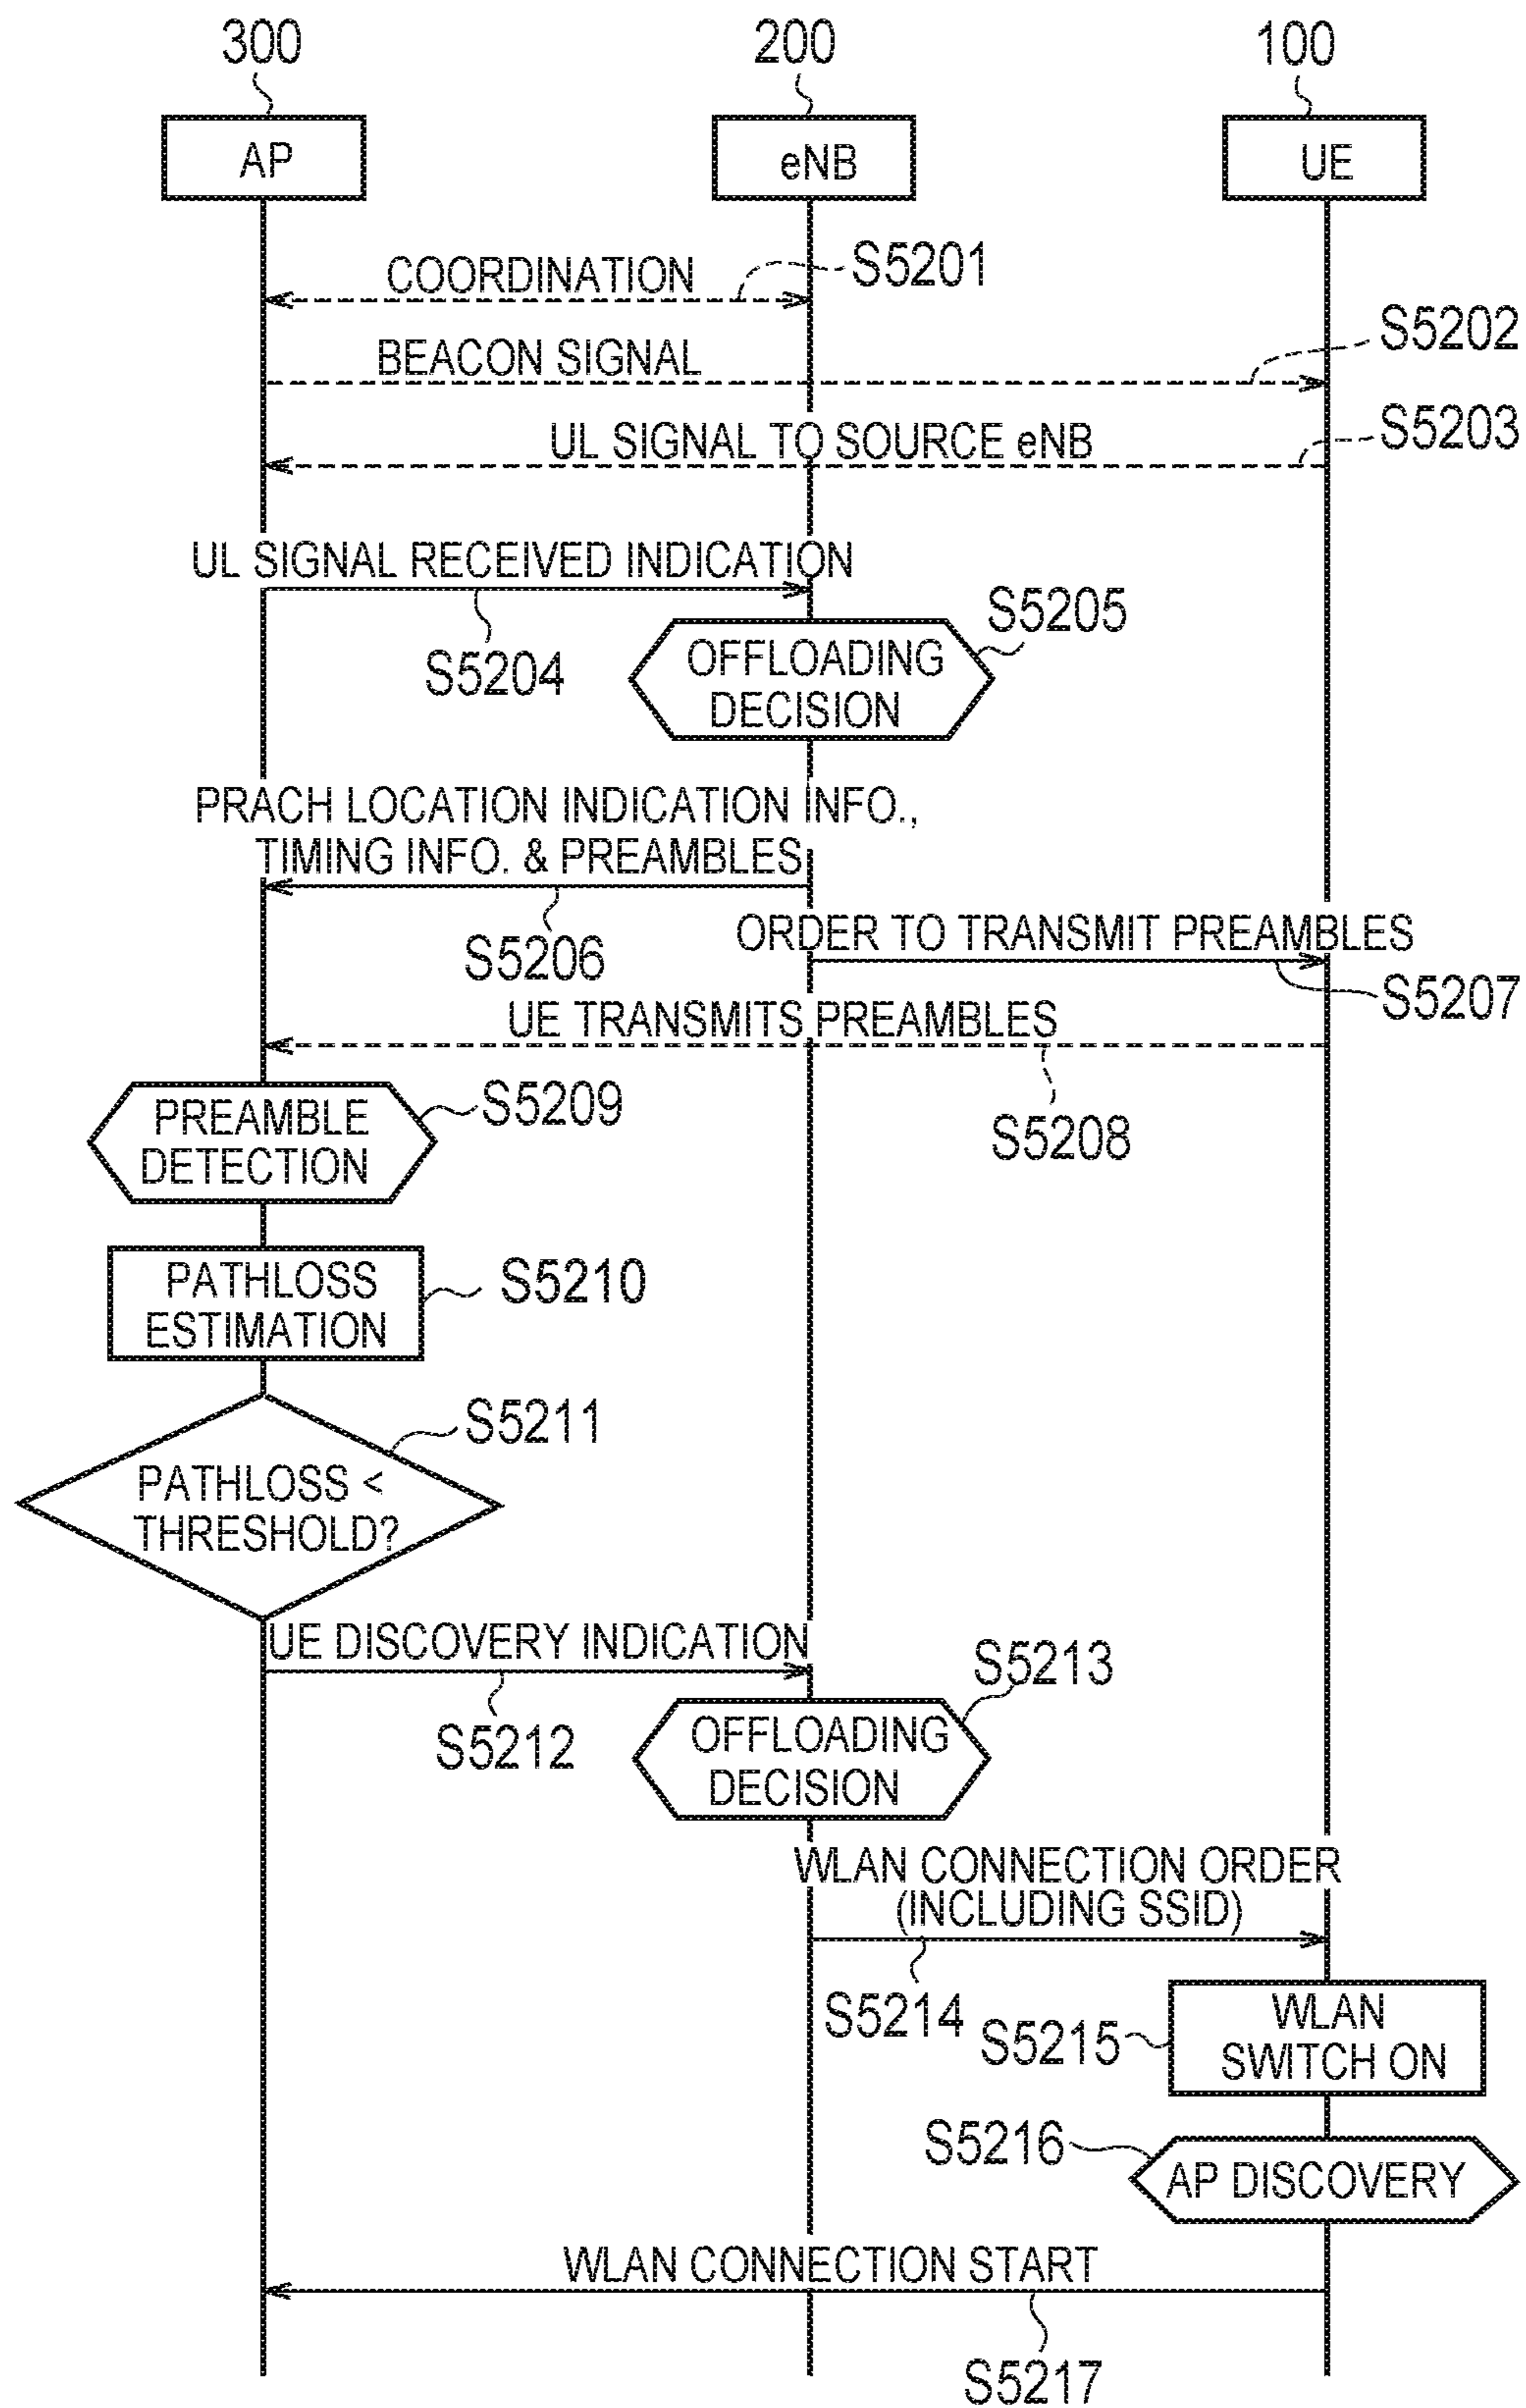 300
200
100
AP
eNB
UE
COORDINATION
S5201
BEACON SIGNAL
S5202
UL SIGNAL TO SOURCE eNB
S5203
UL SIGNAL RECEIVED INDICATION
S5204
OFFLOADING
DECISION
S5205
PRACH LOCATION INDICATION INFO.,
TIMING INFO. & PREAMBLES
S5206
ORDER TO TRANSMIT PREAMBLES
S5207
UE TRANSMITS PREAMBLES
S5208
PREAMBLE
DETECTION
S5209
PATHLOSS
ESTIMATION
S5210
PATHLOSS <
THRESHOLD?
S5211
UE DISCOVERY INDICATION
S5212
OFFLOADING
DECISION
S5213
WLAN CONNECTION ORDER
(INCLUDING SSID)
S5214
WLAN
SWITCH ON
S5215
AP DISCOVERY
S5216
WLAN CONNECTION START
S5217